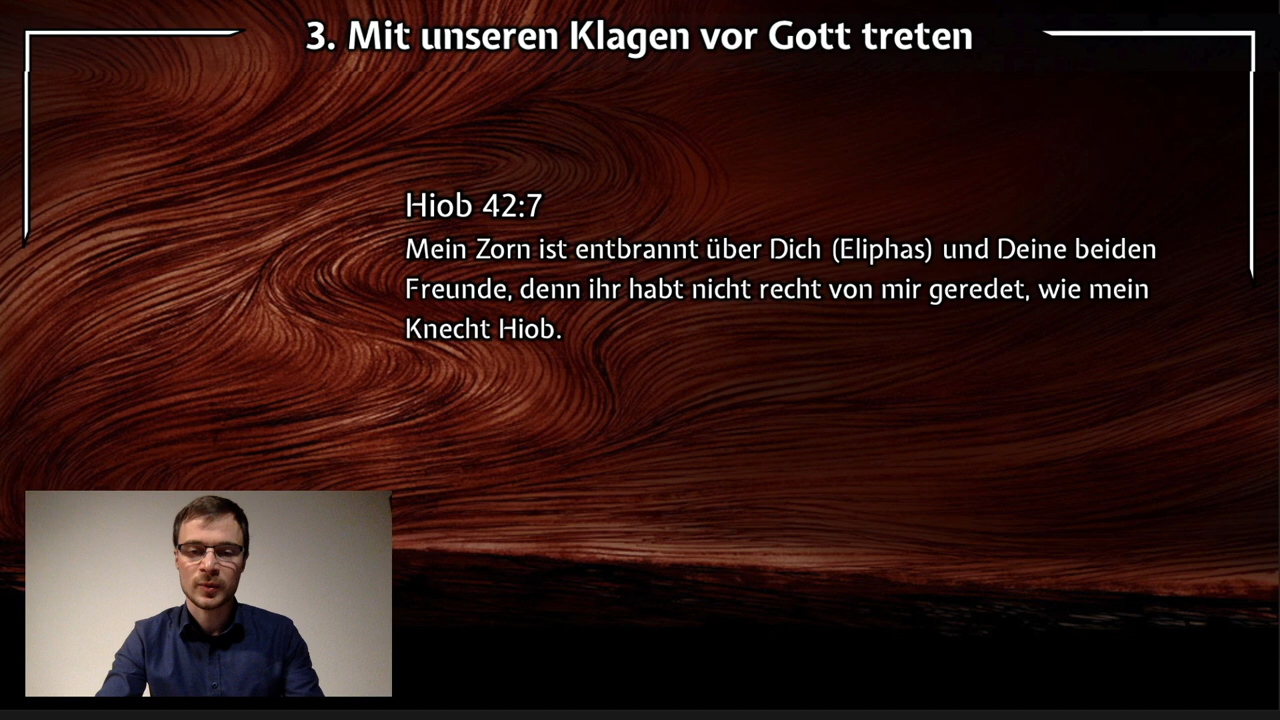 3. Mit unseren Klagen vor Gott treten
Hiob 42:7
Mein Zorn ist entbrannt über Dich (Eliphas) und Deine beiden
Freunde, denn ihr habt nicht recht von mir geredet, wie mein
Knecht Hiob.